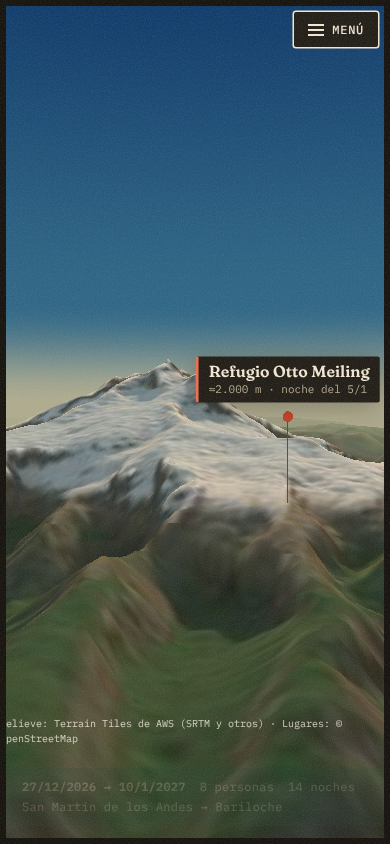 MENÚ
Refugio Otto Meiling
≈2.000 m · noche del 5/1
elieve: Terrain Tiles de AWS (SRTM y otros) · Lugares: ©
penStreetMap
27/12/2026 → 10/1/2027 8 personas 14 noches
San Martín de los Andes → Bariloche